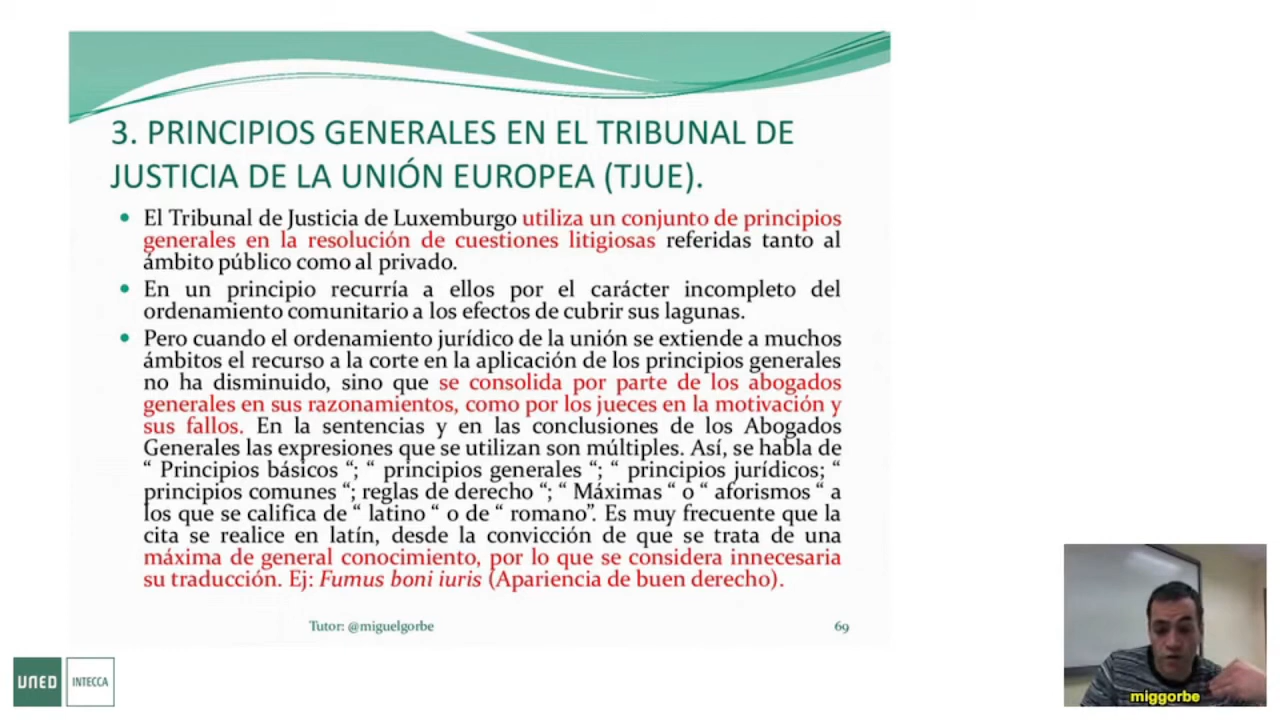 3. PRINCIPIOS GENERALES EN EL TRIBUNAL DE
JUSTICIA DE LA UNIÓN EUROPEA (TJUE).
• El Tribunal de Justicia de Luxemburgo utiliza un conjunto de principios
generales en la resolución de cuestiones litigiosas referidas tanto al
ámbito público como al privado.
• En un principio recurría a ellos por el carácter incompleto del
ordenamiento comunitario a los efectos de cubrir sus lagunas.
• Pero cuando el ordenamiento jurídico de la unión se extiende a muchos
ámbitos el recurso a la corte en la aplicación de los principios generales
no ha disminuido, sino que se consolida por parte de los abogados
generales en sus razonamientos, como por los jueces en la motivación y
sus fallos. En la sentencias y en las conclusiones de los Abogados
Generales las expresiones que se utilizan son múltiples. Así, se habla de
“ Principios básicos “; “ principios generales “; “ principios jurídicos; “
principios comunes “; reglas de derecho “; “ Máximas “ o “ aforismos “ a
los que se califica de “ latino “ o de “ romano”. Es muy frecuente que la
cita se realice en latín, desde la convicción de que se trata de una
máxima de general conocimiento, por lo que se considera innecesaria
su traducción. Ej: Fumus boni iuris (Apariencia de buen derecho).
Tutor: @miguelgorbe
69
UNED
INTECCA
miggorbe